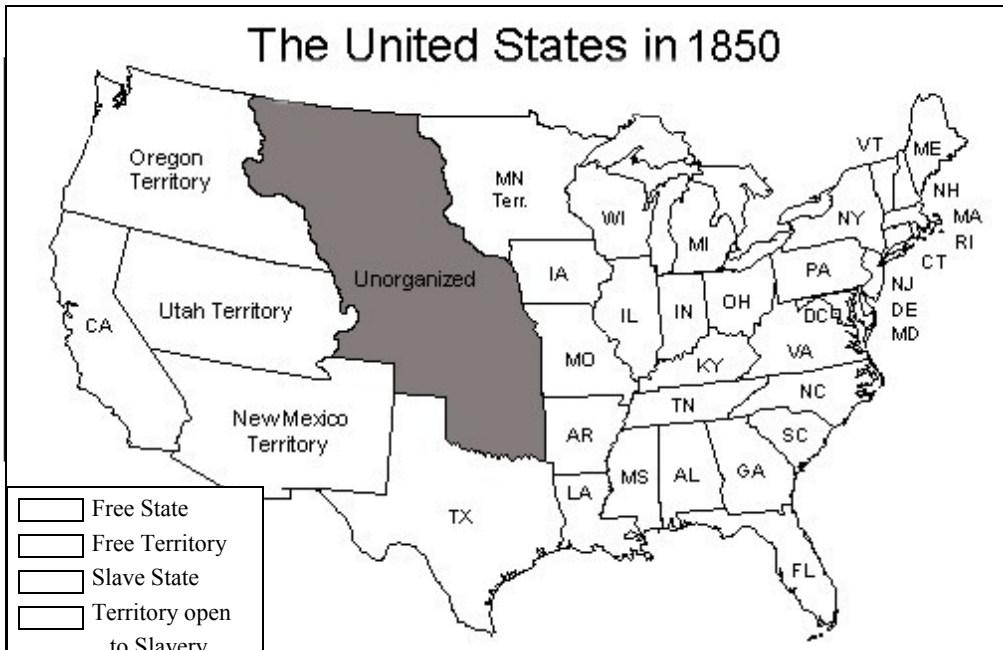 The United States in 1850
Oregon
Territory
MN
Terr.
VT
ME
NH
MA
RI
CT
NJ
DE
MD
WI
MI
NY
PA
Unorganized
IA
Utah Territory
CA
IL
IN
OH
DC
MO
KY
VA
New Mexico
Territory
TN
NC
AR
SC
MS
AL
GA
LA
TX
FL
Free State
Free Territory
Slave State
Territory open
to Slavery